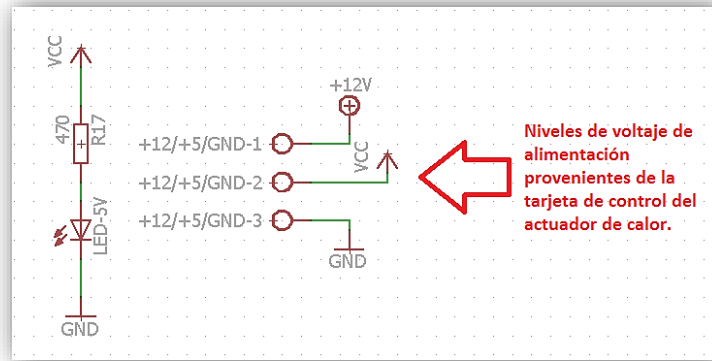 VCC
470
R17
LED-5V
GND
+12V
+12/+5/GND-1
VCC
+12/+5/GND-2
+12/+5/GND-3
GND
Niveles de voltaje de
alimentación
provenientes de la
tarjeta de control del
actuador de calor.